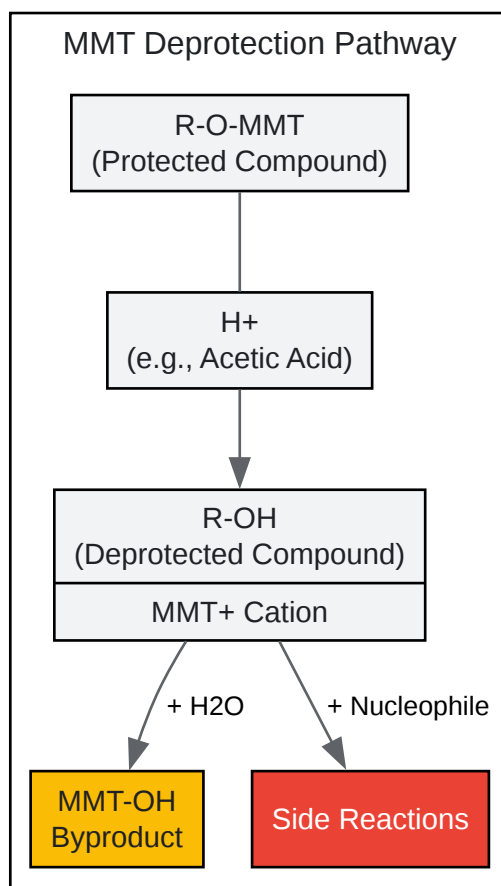 MMT Deprotection Pathway
R-O-MMT
(Protected Compound)
H+
(e.g., Acetic Acid)
R-OH
(Deprotected Compound)
MMT+ Cation
+ H2O
+ Nucleophile
MMT-OH
Byproduct
Side Reactions